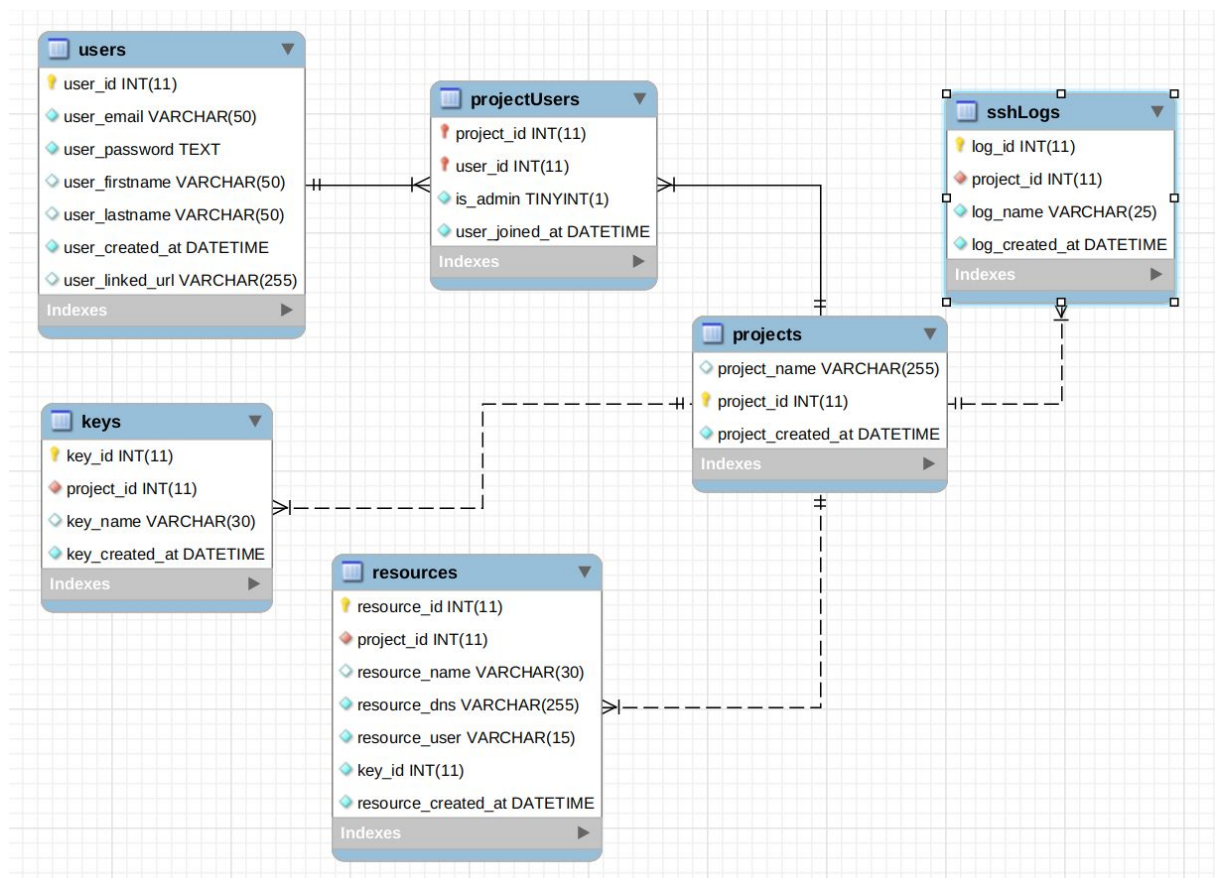 users
user_id INT(11)
user_email VARCHAR(50)
user_password TEXT
user_firstname VARCHAR(50)
user_lastname VARCHAR(50)
user_created_at DATETIME
user_linked_url VARCHAR(255)
Indexes
projectUsers
project_id INT(11)
user_id INT(11)
is_admin TINYINT(1)
user_joined_at DATETIME
Indexes
sshLogs
log_id INT(11)
project_id INT(11)
log_name VARCHAR(25)
log_created_at DATETIME
Indexes
projects
project_name VARCHAR(255)
project_id INT(11)
project_created_at DATETIME
Indexes
keys
key_id INT(11)
project_id INT(11)
key_name VARCHAR(30)
key_created_at DATETIME
Indexes
resources
resource_id INT(11)
project_id INT(11)
resource_name VARCHAR(30)
resource_dns VARCHAR(255)
resource_user VARCHAR(15)
key_id INT(11)
resource_created_at DATETIME
Indexes